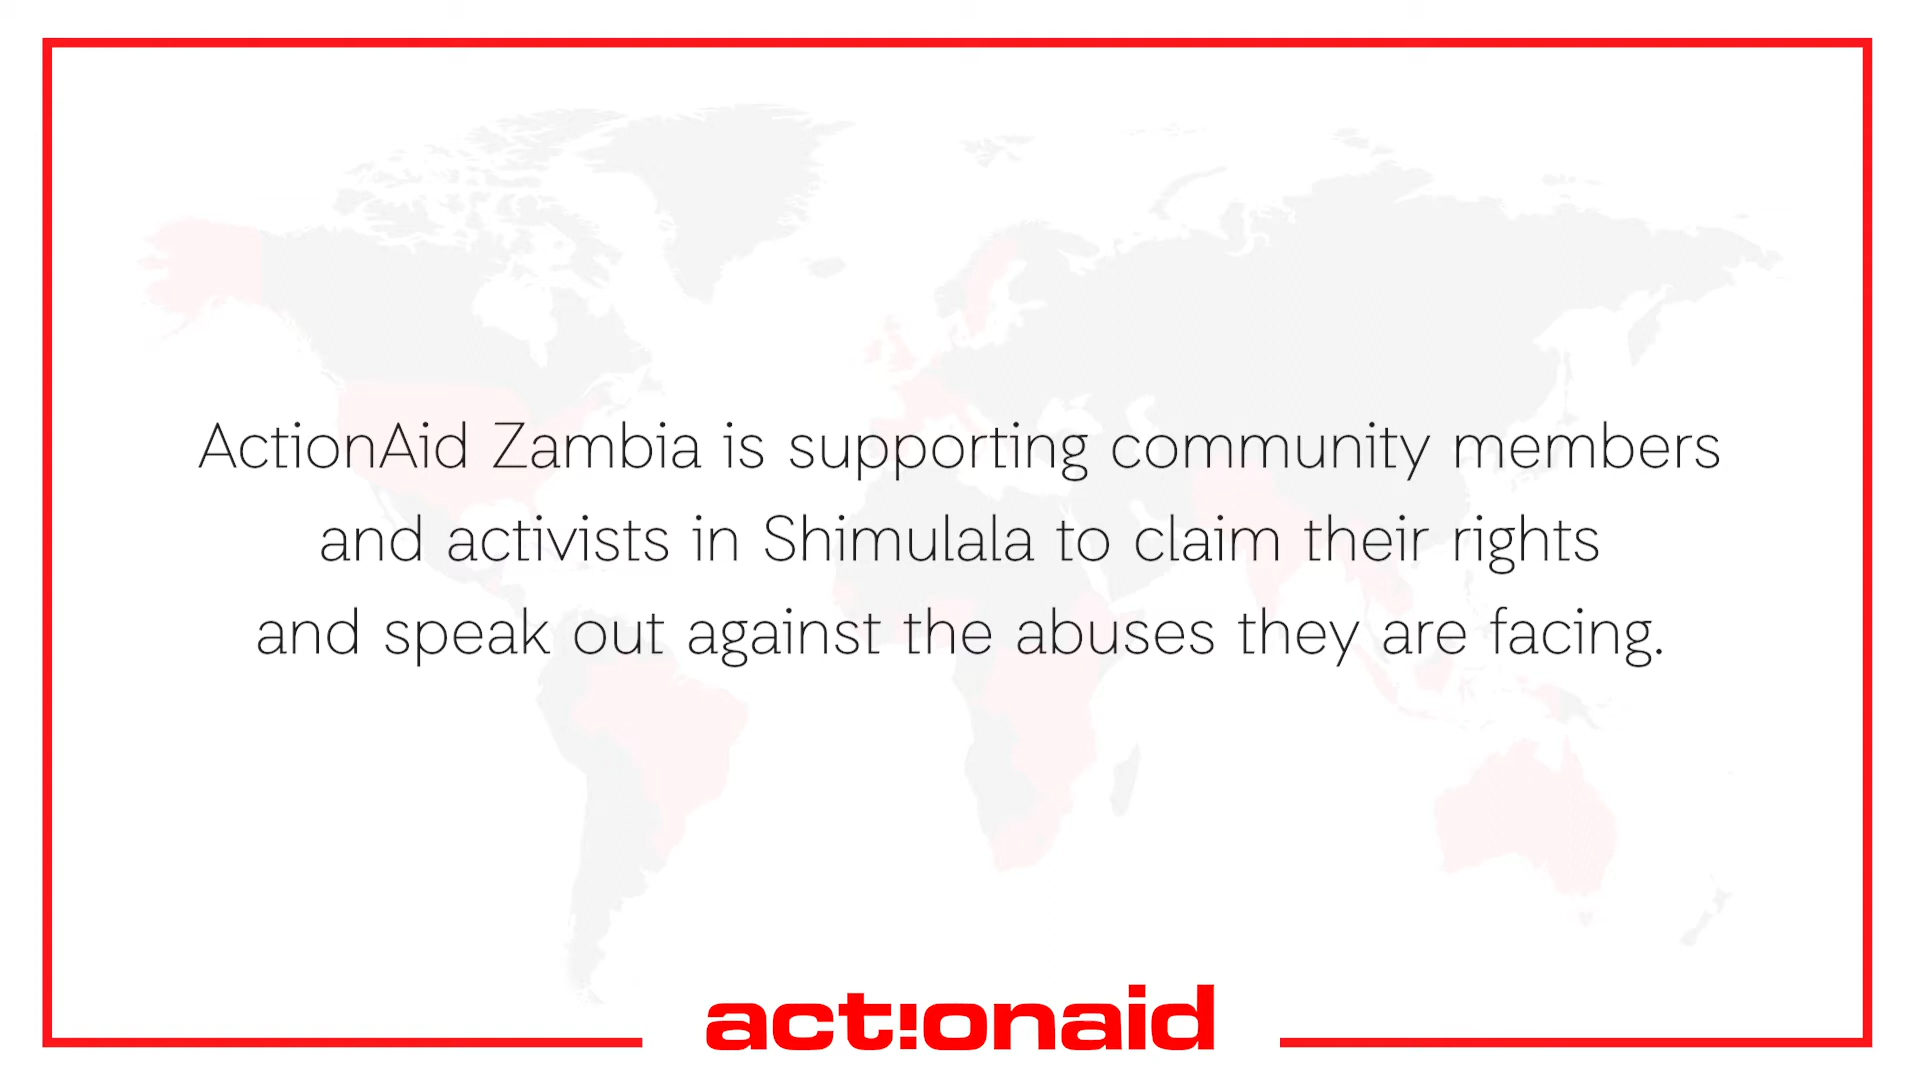 ActionAid Zambia is supporting community members
and activists in Shimulala to claim their rights
and speak out against the abuses they are facing.
act!onaid